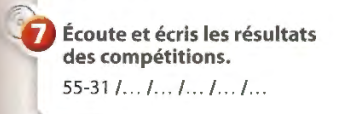 7 Écoute et écris les résultats
des compétitions.
55-31 /... /... /... /... /...